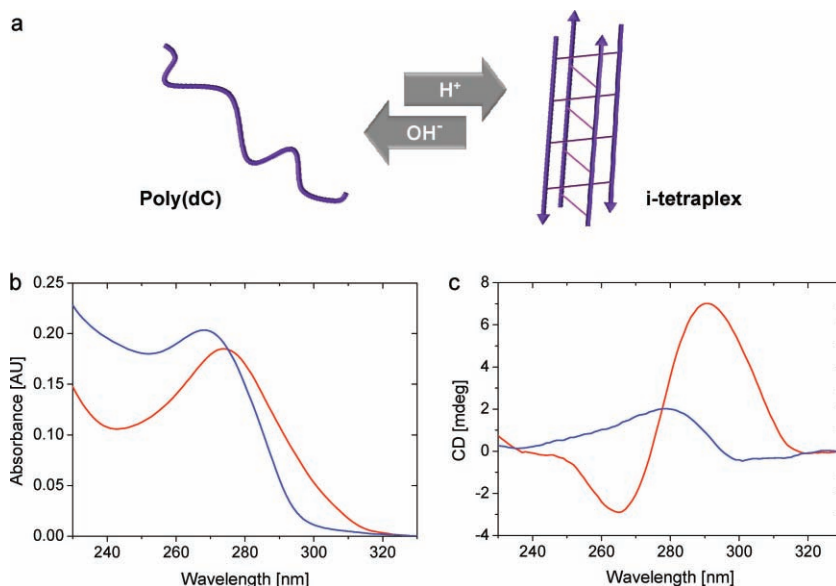 a
H+
OH-
Poly(dC)
i-tetraplex
b
0.25
0.20
0.15
0.10
0.05
0.00
Absorbance [AU]
240 260 280 300 320
Wavelength [nm]
c
8
6
4
2
0
-2
-4
CD [mdeg]
240 260 280 300 320
Wavelength [nm]